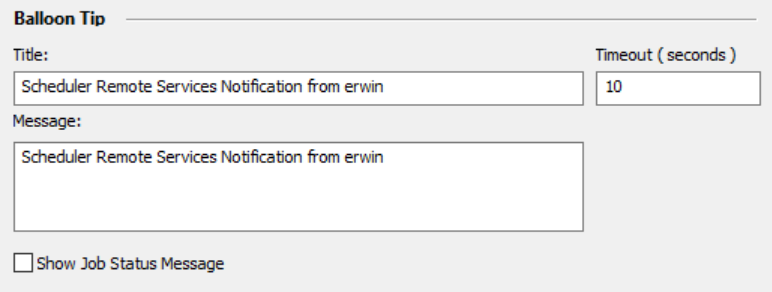 Balloon Tip
Title:
Timeout ( seconds )
Scheduler Remote Services Notification from erwin
10
Message:
Scheduler Remote Services Notification from erwin
Show Job Status Message